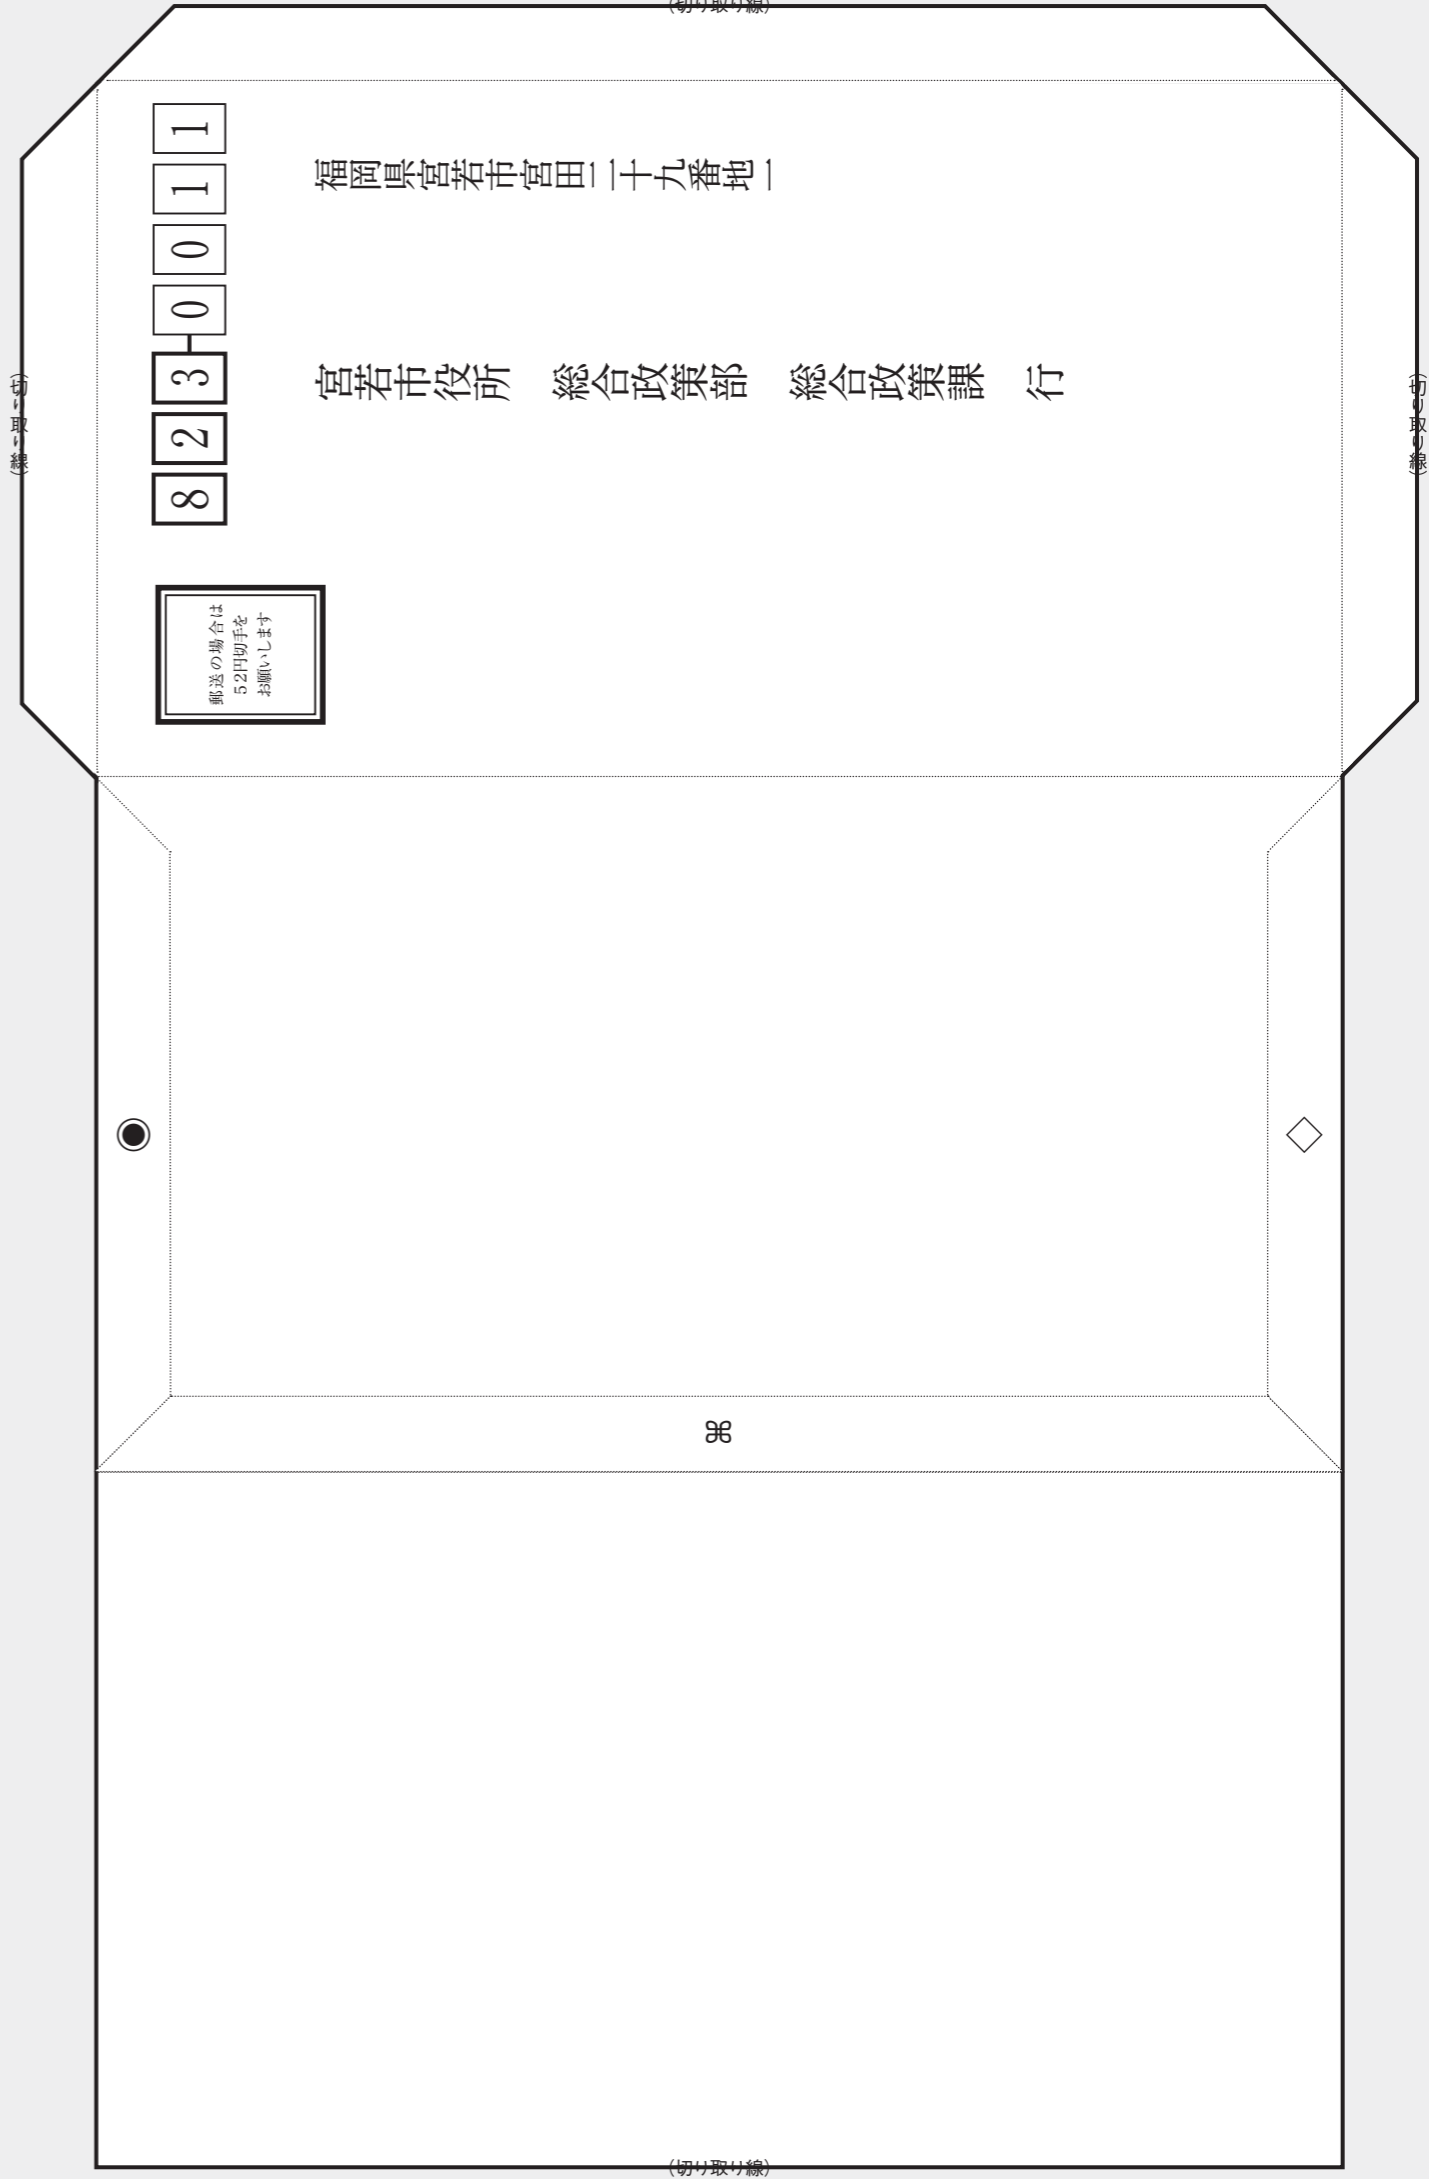 (切り取り線)
823-0011
福岡県宮若市宮田二十九番地一
宮若市役所 総合政策部 総合政策課 行
郵送の場合は
52円切手を
お願いします
(切り取り線)
(切り取り線)
⌘
(切り取り線)